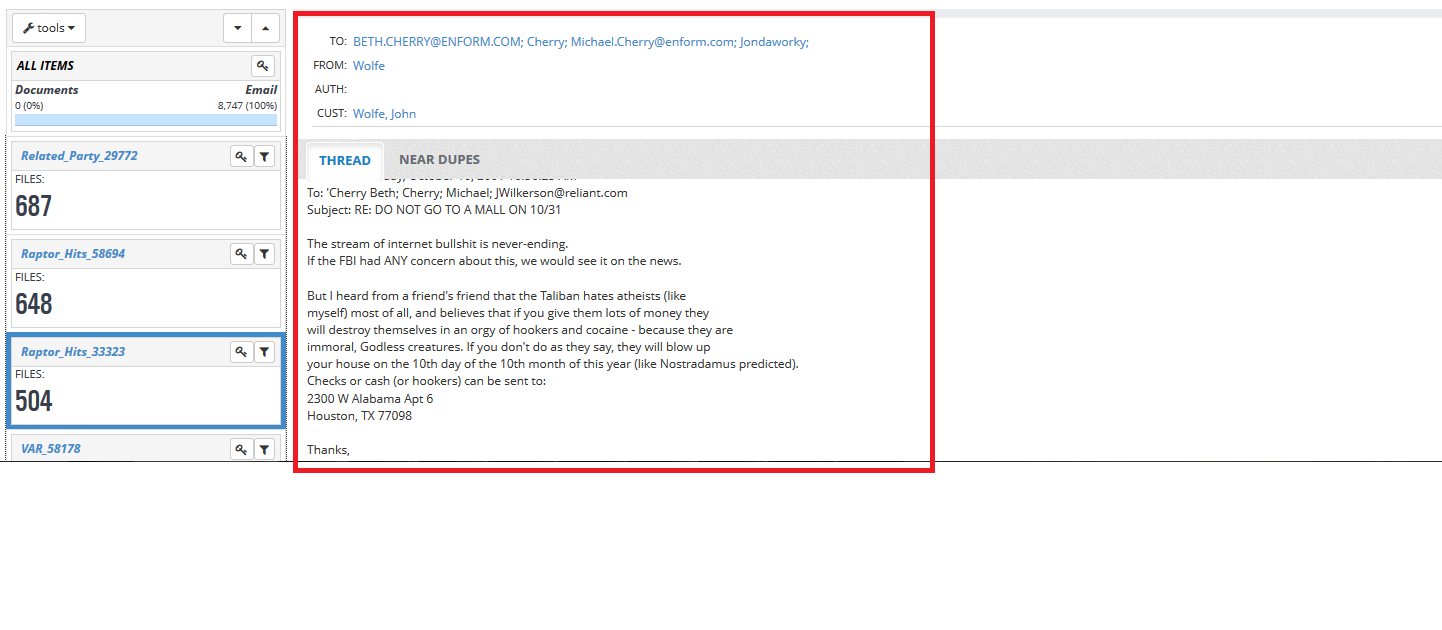 tools
ALL ITEMS
Documents Email
0 (0%) 8,747 (100%)
Related_Party_29772
FILES:
687
Raptor_Hits_58694
FILES:
648
Raptor_Hits_33323
FILES:
504
VAR_58178
TO: BETH.CHERRY@ENFORM.COM; Cherry; Michael.Cherry@enform.com; Jondaworky;
FROM: Wolfe
AUTH:
CUST: Wolfe, John
THREAD NEAR DUPES
To: 'Cherry Beth; Cherry; Michael; JWilkerson@reliant.com
Subject: RE: DO NOT GO TO A MALL ON 10/31
The stream of internet bullshit is never-ending.
If the FBI had ANY concern about this, we would see it on the news.
But I heard from a friend's friend that the Taliban hates atheists (like
myself) most of all, and believes that if you give them lots of money they
will destroy themselves in an orgy of hookers and cocaine - because they are
immoral, Godless creatures. If you don't do as they say, they will blow up
your house on the 10th day of the 10th month of this year (like Nostradamus predicted).
Checks or cash (or hookers) can be sent to:
2300 W Alabama Apt 6
Houston, TX 77098
Thanks,